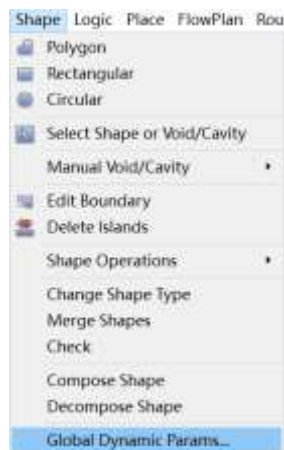 Shape Logic Place FlowPlan Rou
Polygon
Rectangular
Circular
Select Shape or Void/Cavity
Manual Void/Cavity
Edit Boundary
Delete Islands
Shape Operations
Change Shape Type
Merge Shapes
Check
Compose Shape
Decompose Shape
Global Dynamic Params...